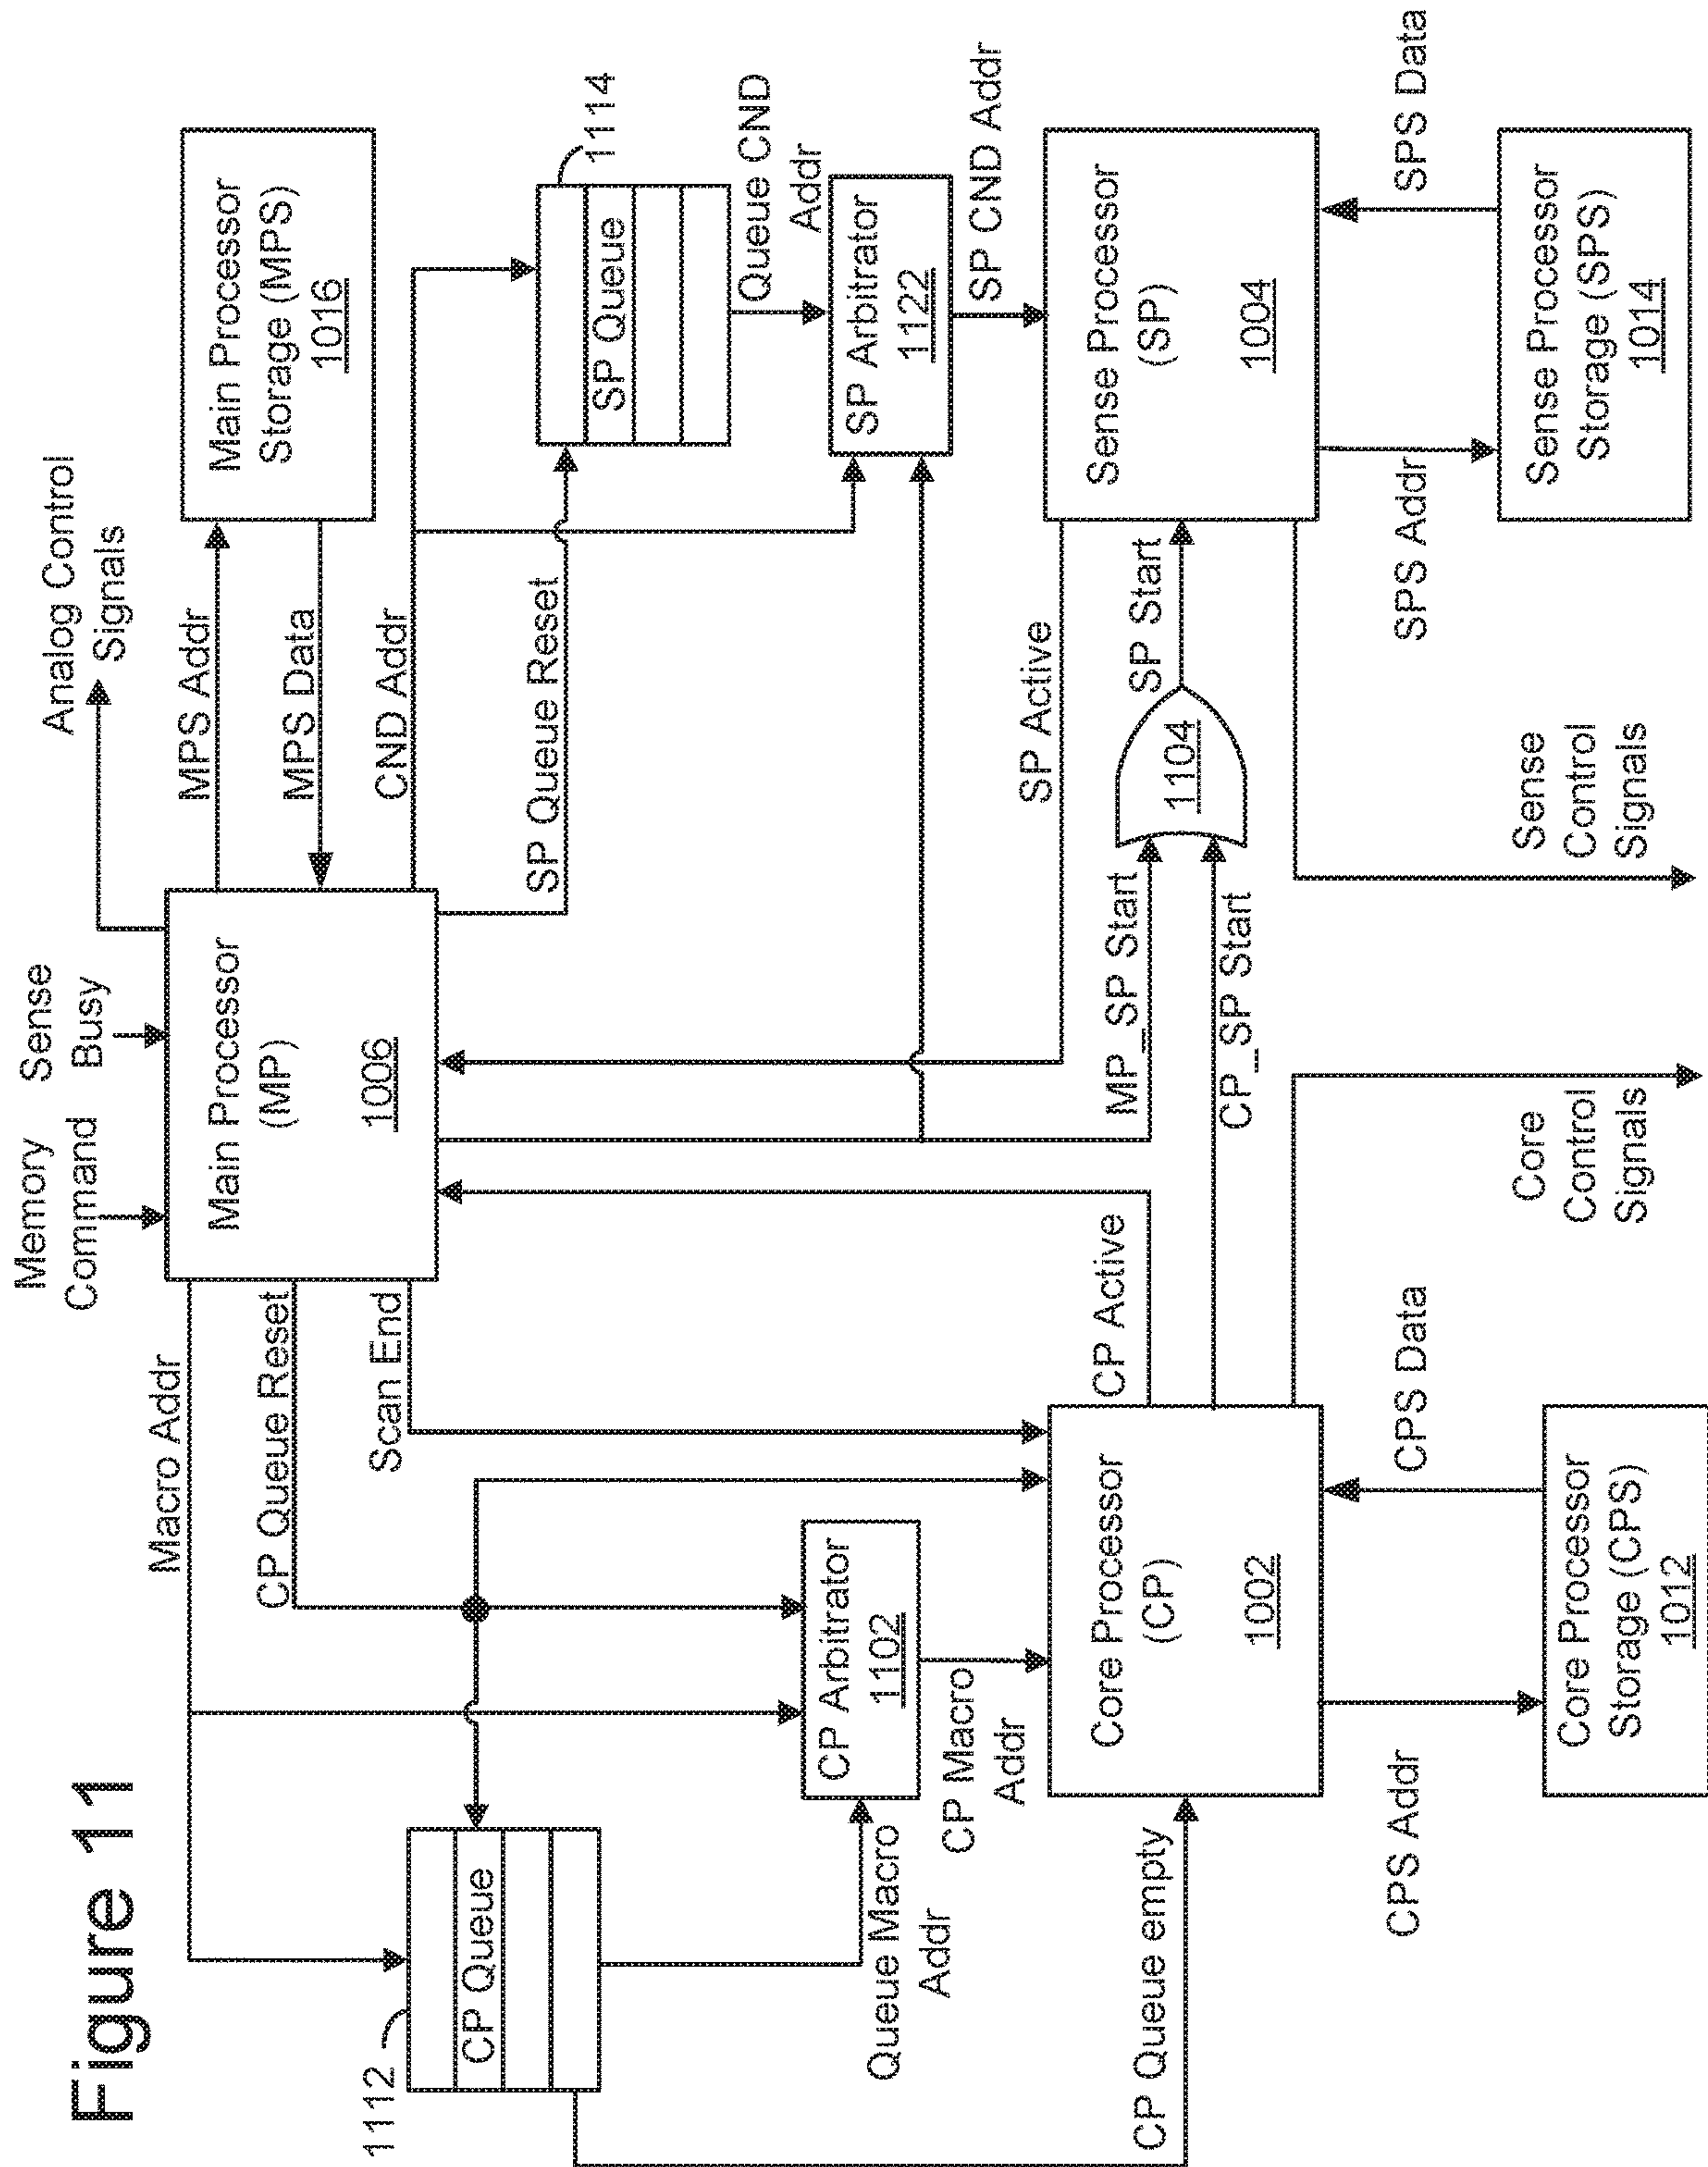 Figure 11
Memory
Command
Sense
Busy
Analog Control
Signals
Macro Addr
CP Queue Reset
Scan End
Main Processor
(MP)
1006
MPS Addr
MPS Data
CND Addr
SP Queue Reset
Main Processor
Storage (MPS)
1016
1112
CP Queue
1114
SP Queue
Queue Macro
Addr
CP Arbitrator
1102
CP Macro
Addr
Queue CND
Addr
SP Arbitrator
1122
SP CND Addr
CP Queue empty
Core Processor
(CP)
1002
CP Active
MP_SP Start
CP_SP Start
1104
SP Active
SP Start
Sense Processor
(SP)
1004
CPS Addr
CPS Data
Core Processor
Storage (CPS)
1012
Core
Control
Signals
Sense
Control
Signals
SPS Addr
SPS Data
Sense Processor
Storage (SPS)
1014